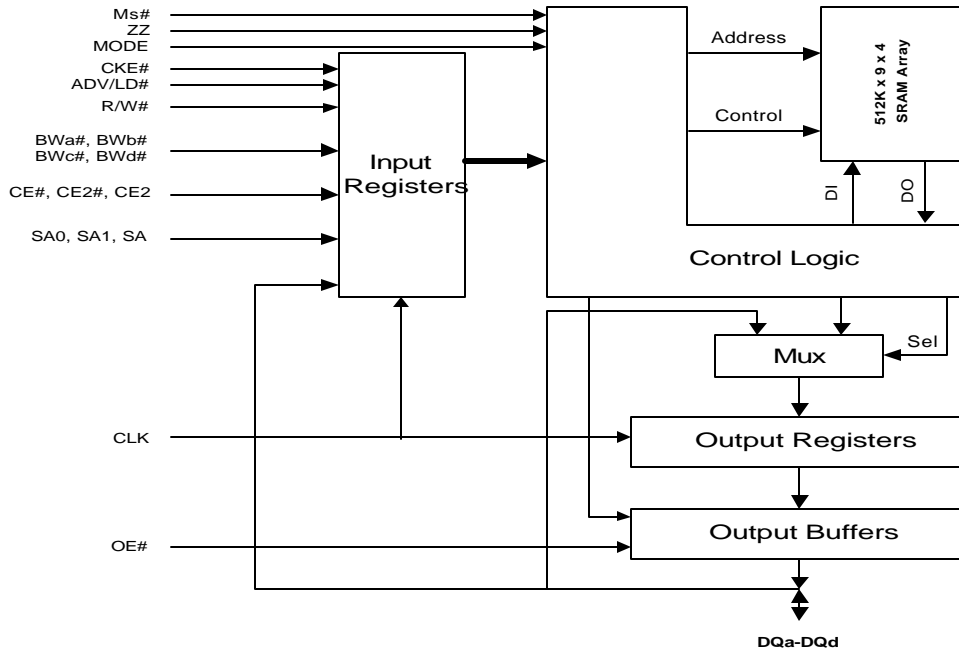 Ms#
ZZ
MODE
CKE#
ADV/LD#
R/W#
BWa#, BWb#
BWc#, BWd#
CE#, CE2#, CE2
SA0, SA1, SA
Input
Registers
Address
Control
512K x 9 x 4
SRAM Array
DI
DO
Control Logic
Sel
Mux
CLK
Output Registers
OE#
Output Buffers
DQa-DQd